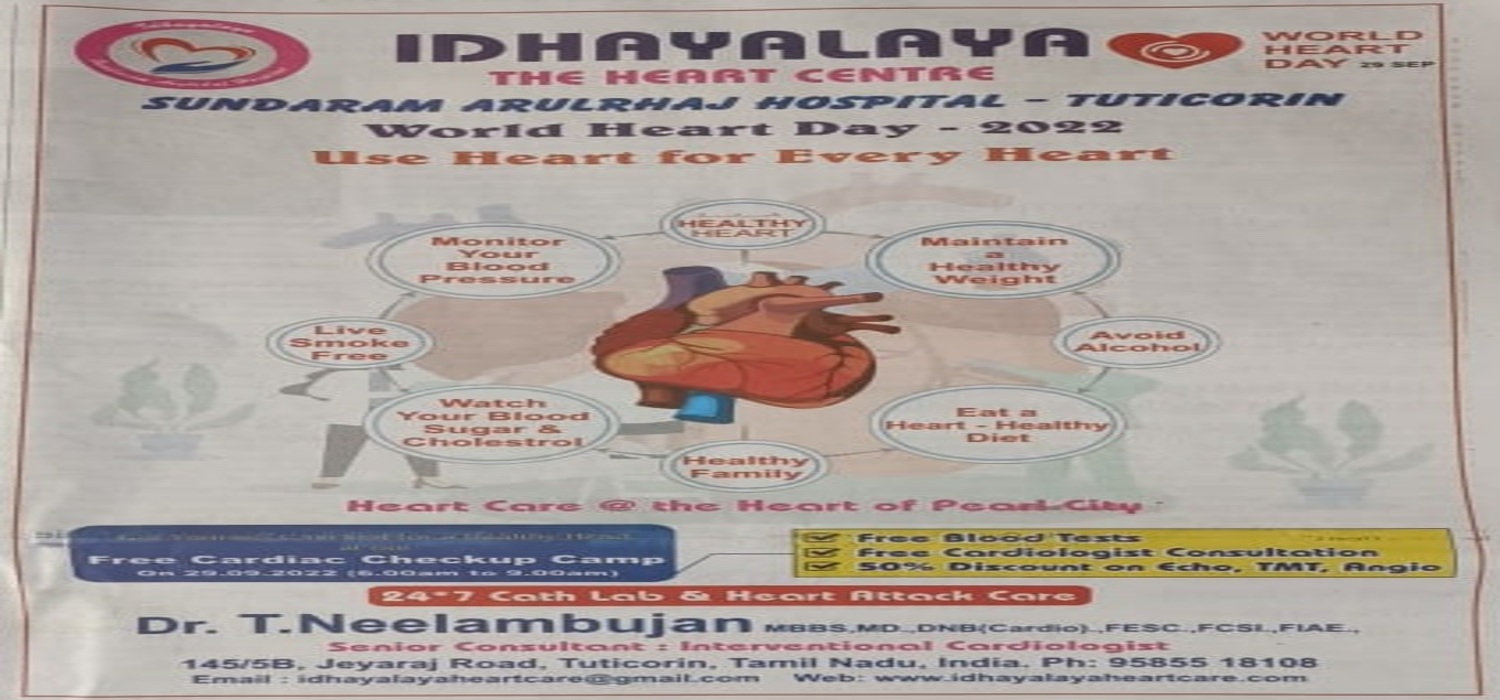 IDHAYALAYA
THE HEART CENTRE
WORLD
HEART
DAY 29 SEP
SUNDARAM ARULRHAJ HOSPITAL - TUTICORIN
World Heart Day - 2022
Use Heart for Every Heart
HEALTHY
HEART
Monitor
Your
Blood
Pressure
Maintain
a
Healthy
Weight
Live
Smoke
Free
Avoid
Alcohol
Watch
Your Blood
Sugar &
Cholestrol
Eat a
Heart - Healthy
Diet
Healthy
Family
Heart Care @ the Heart of Pearl City
Free Cardiac Checkup Camp
On 29.09.2022 (6.00am to 9.00am)
Free Blood Tests
Free Cardiologist Consultation
50% Discount on Echo, TMT, Angio
24*7 Cath Lab & Heart Attack Care
Dr. T.Neelambujan MBBS,MD.,DNB(Cardio).,FESC.,FCSI.,FIAE.,
Senior Consultant : Interventional Cardiologist
145/5B, Jeyaraj Road, Tuticorin, Tamil Nadu, India. Ph: 95855 18108
Email : idhayalayaheartcare@gmail.com Web: www.idhayalayaheartcare.com